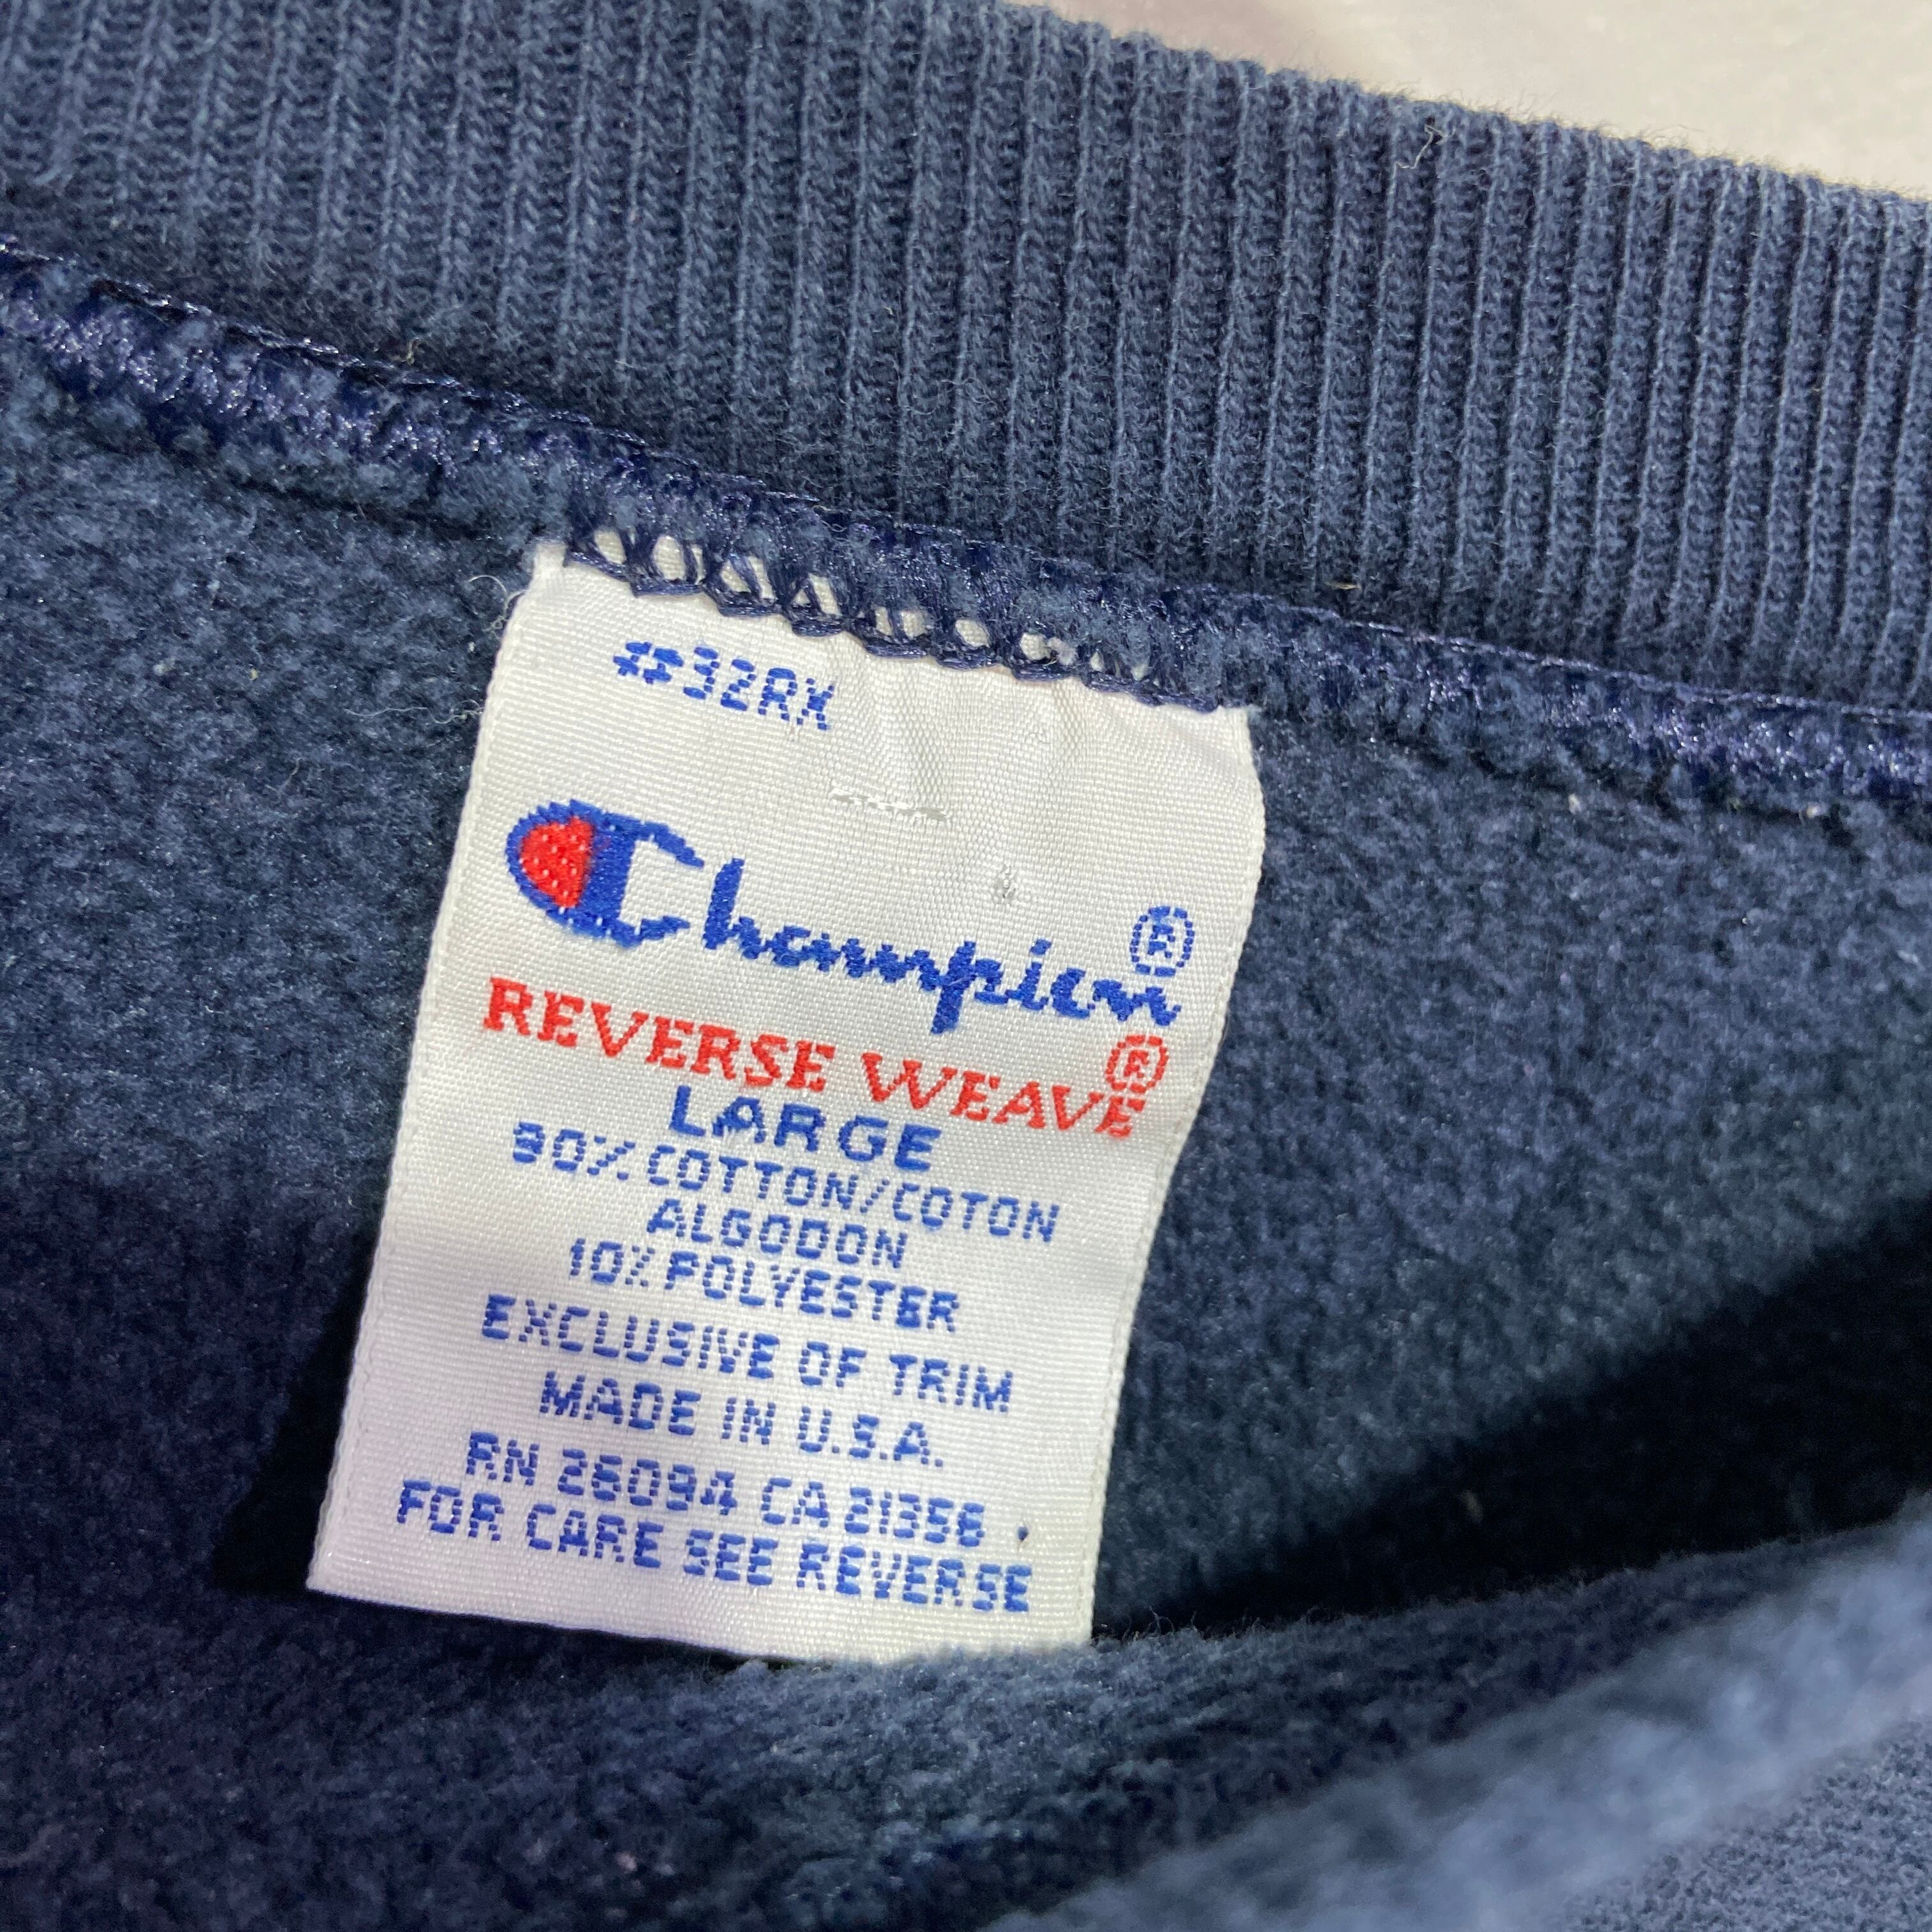 #32RX
Champion®
REVERSE WEAVE®
LARGE
90% COTTON/COTON
ALGODON
10% POLYESTER
EXCLUSIVE OF TRIM
MADE IN U.S.A.
RN 26094 CA 21356
FOR CARE SEE REVERSE